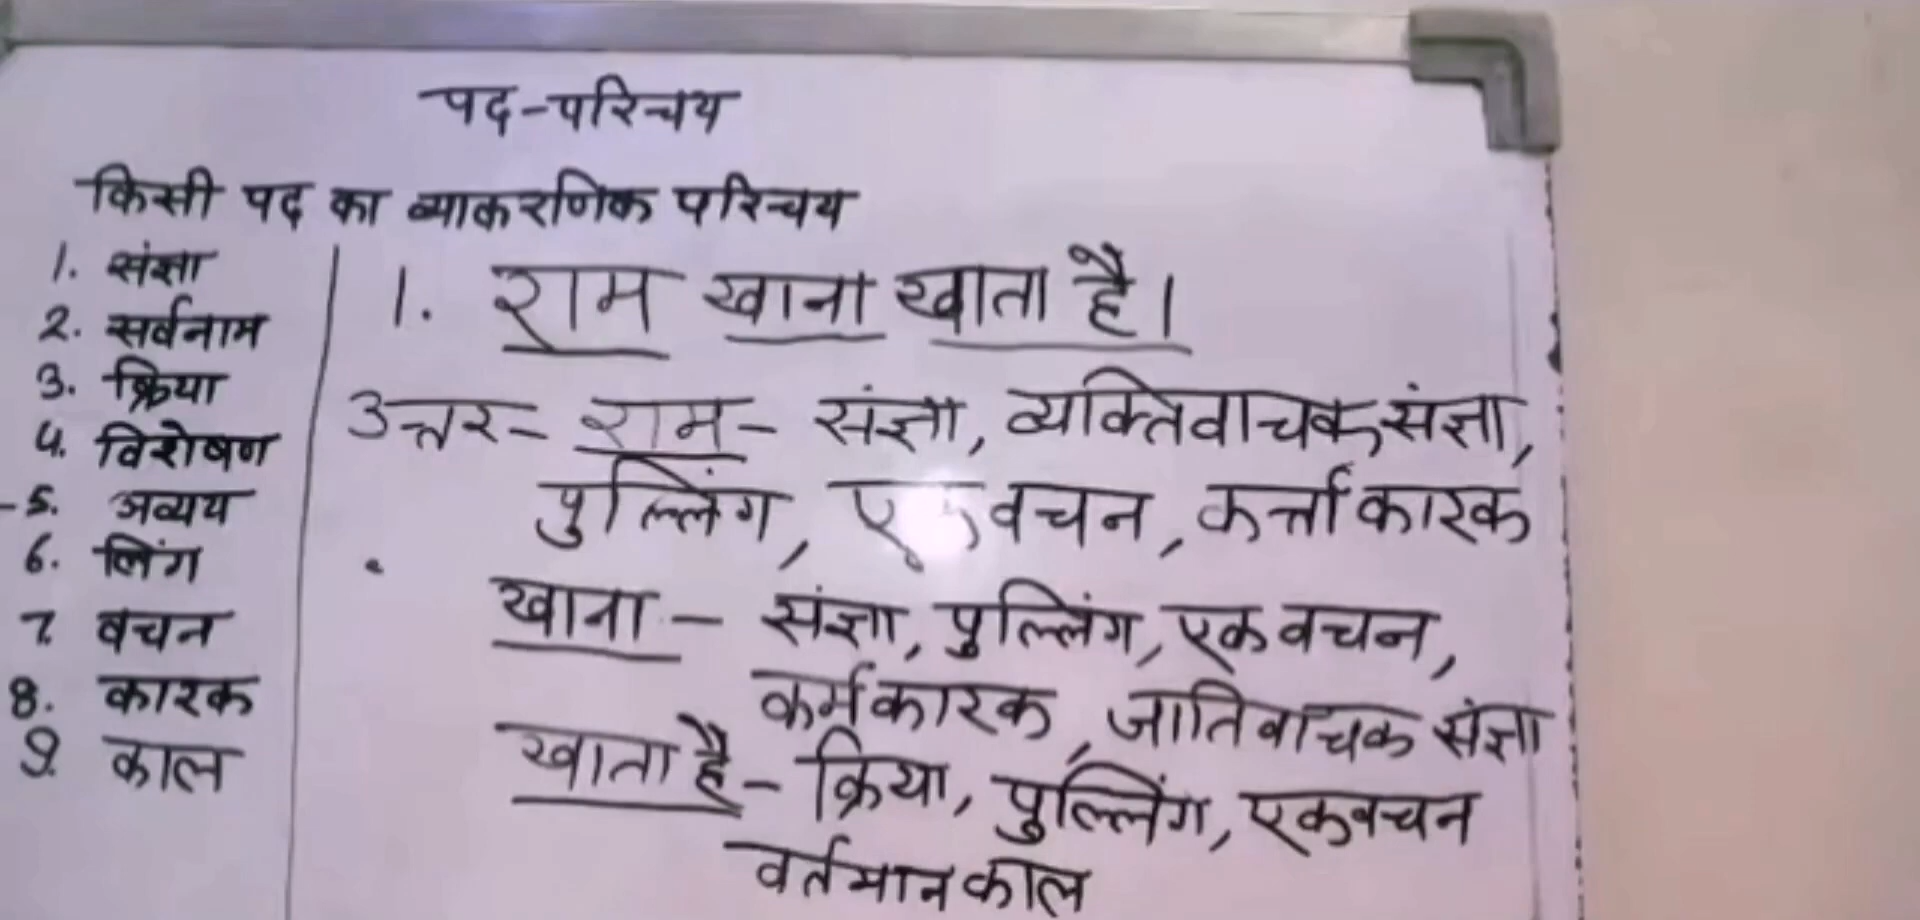 पद-परिचय
किसी पद का व्याकरणिक परिचय
1. संज्ञा
2. सर्वनाम
3. क्रिया
4. विशेषण
5. अव्यय
6. लिंग
7. वचन
8. कारक
9. काल
1. राम खाना खाता है।
उत्तर- राम- संज्ञा, व्यक्तिवाचक संज्ञा,
पुल्लिंग, एकवचन, कर्त्ता कारक
खाना- संज्ञा, पुल्लिंग, एकवचन,
कर्मकारक, जातिवाचक संज्ञा
खाता है- क्रिया, पुल्लिंग, एकवचन
वर्तमान काल